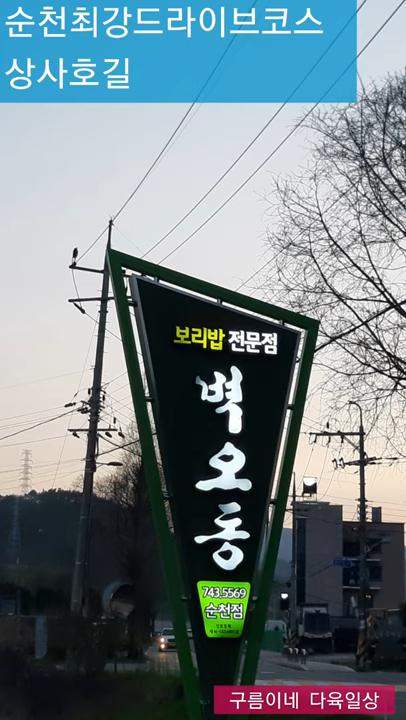 순천최강드라이브코스
상사호길
보리밥 전문점
벽오동
743.5569
순천점
구름이네 다육일상